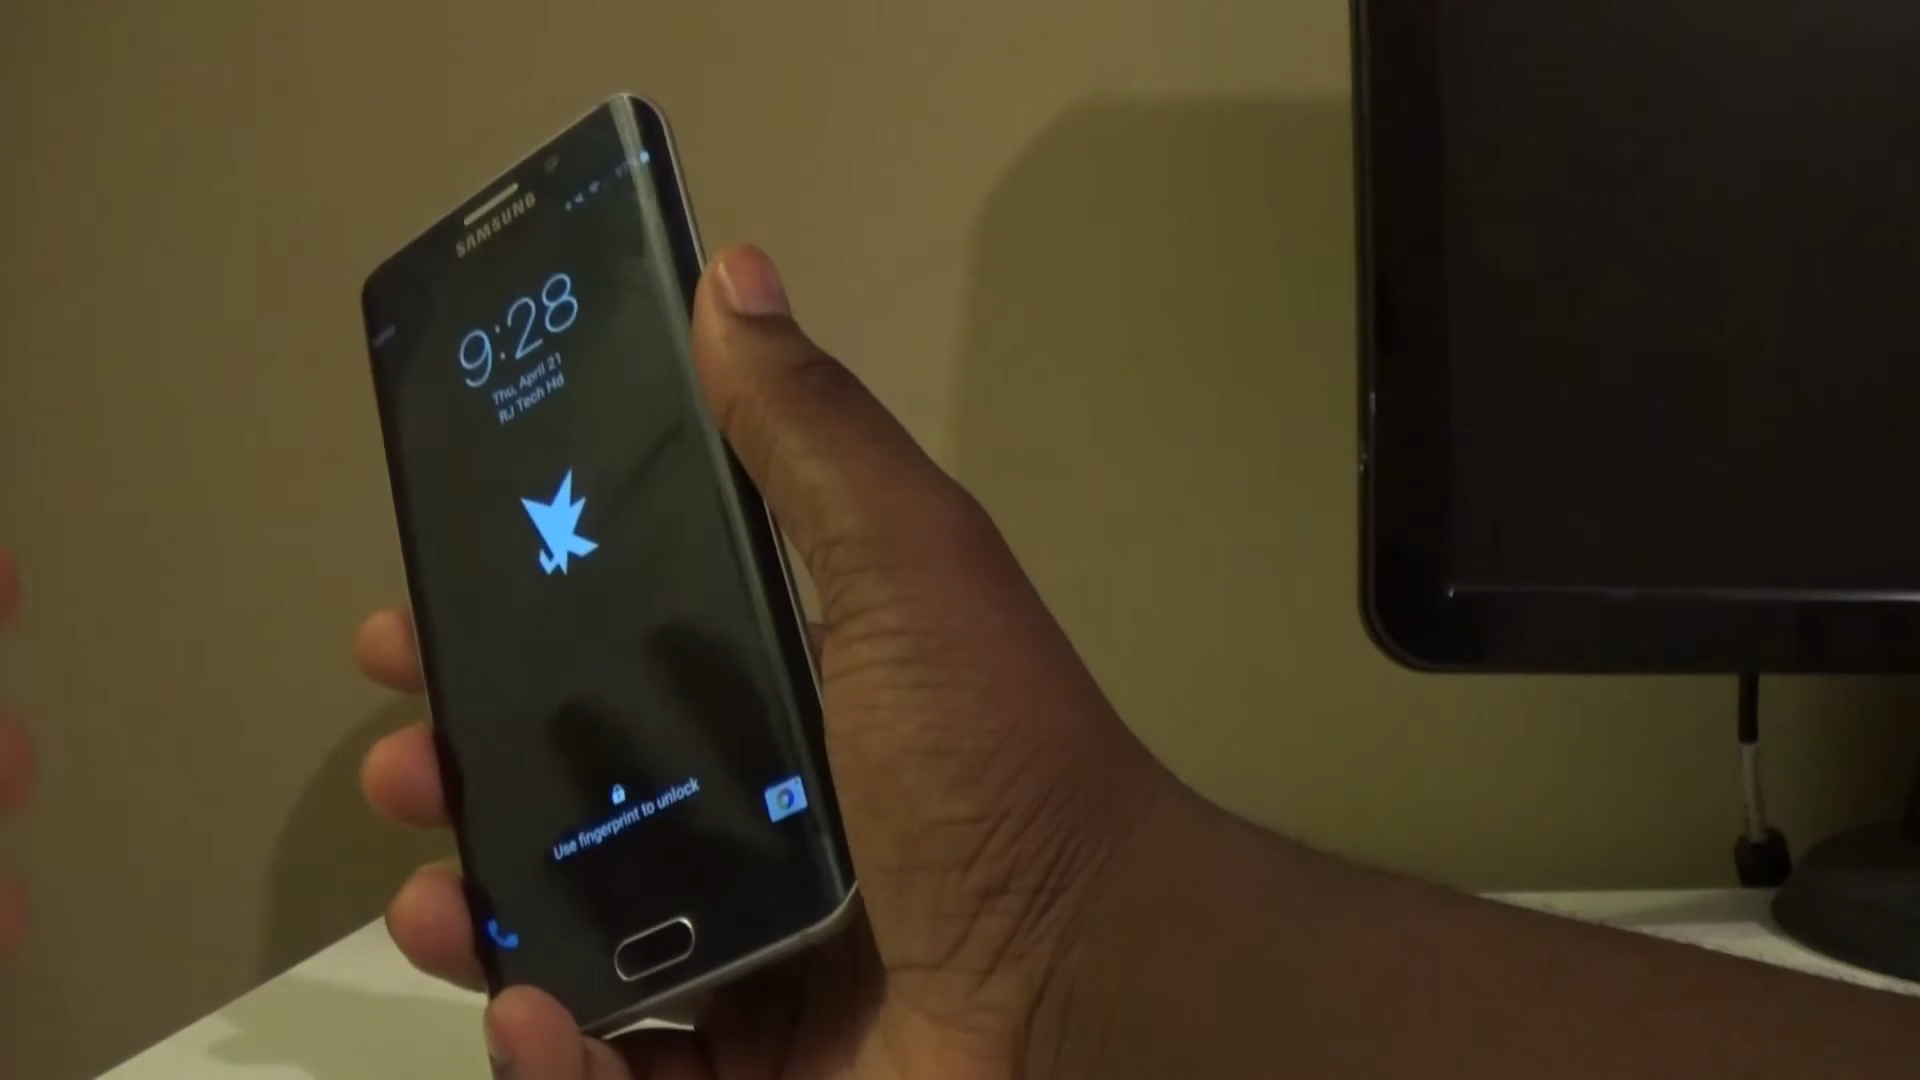 SAMSUNG
9:28
Thu, April 21
RJ Tech Hd
Use fingerprint to unlock